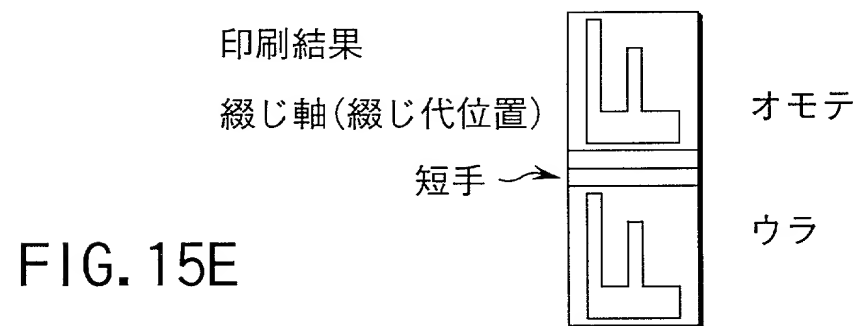 印刷結果
綴じ軸(綴じ代位置)
短手
オモテ
ウラ
FIG.15E